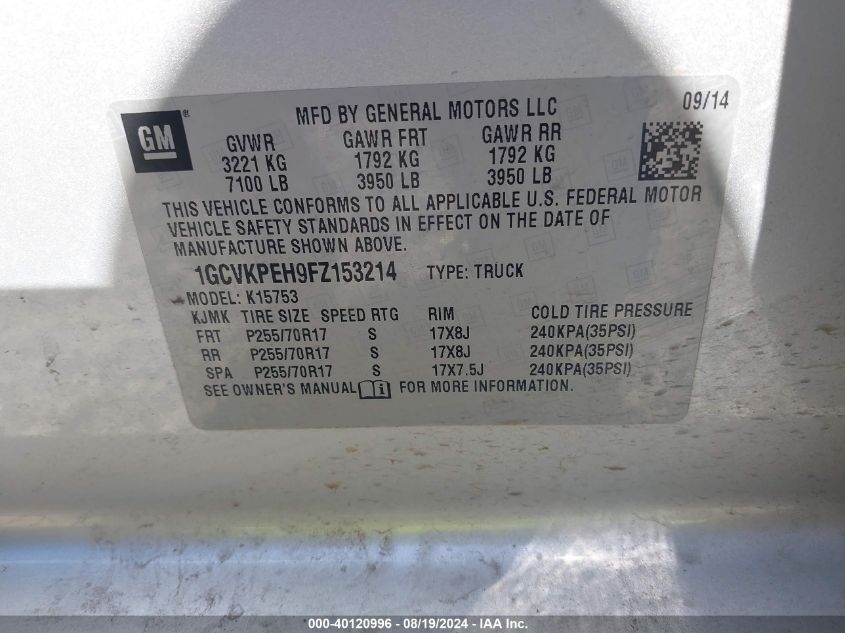 MFD BY GENERAL MOTORS LLC 09/14
GM®
GVWR GAWR FRT GAWR RR
3221 KG 1792 KG 1792 KG
7100 LB 3950 LB 3950 LB
THIS VEHICLE CONFORMS TO ALL APPLICABLE U.S. FEDERAL MOTOR
VEHICLE SAFETY STANDARDS IN EFFECT ON THE DATE OF
MANUFACTURE SHOWN ABOVE.
1GCVKPEH9FZ153214 TYPE: TRUCK
MODEL: K15753
KJMK TIRE SIZE SPEED RTG RIM COLD TIRE PRESSURE
FRT P255/70R17 S 17X8J 240KPA(35PSI)
RR P255/70R17 S 17X8J 240KPA(35PSI)
SPA P255/70R17 S 17X7.5J 240KPA(35PSI)
SEE OWNER'S MANUAL i FOR MORE INFORMATION.
000-40120996 - 08/19/2024 - IAA Inc.